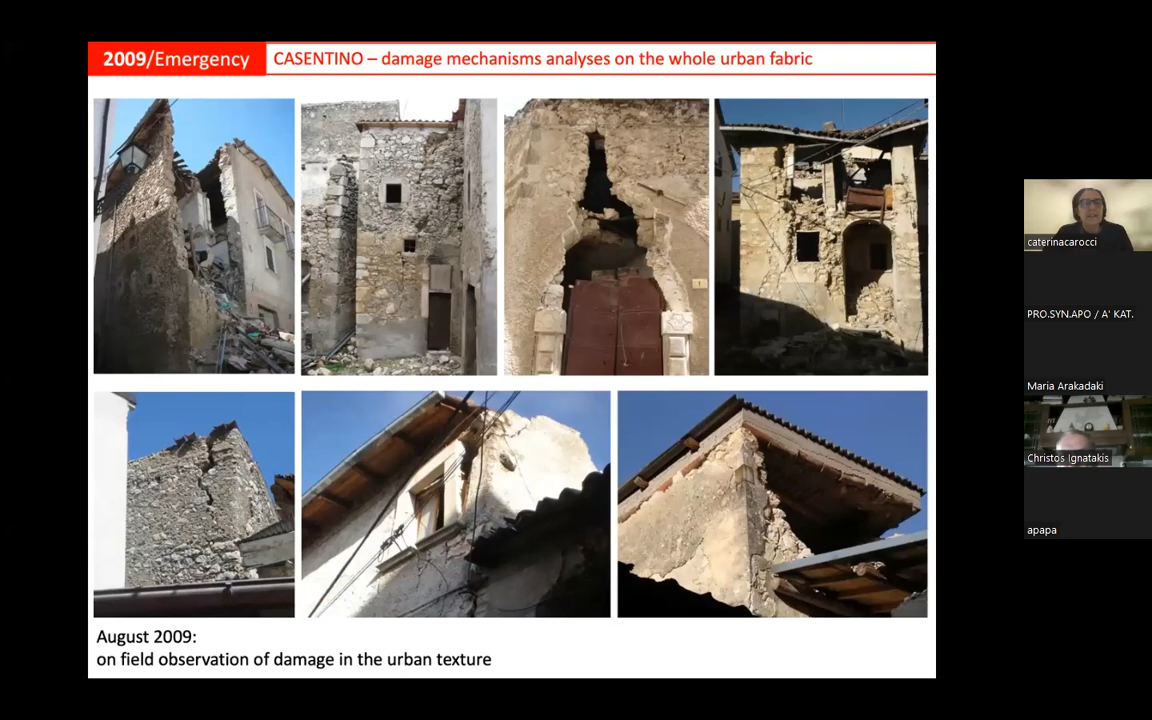 2009/Emergency
CASENTINO – damage mechanisms analyses on the whole urban fabric
August 2009:
on field observation of damage in the urban texture
caterinacarocci
PRO.SYN.APO / A' KAT.
Maria Arakadaki
Christos Ignatakis
apapa